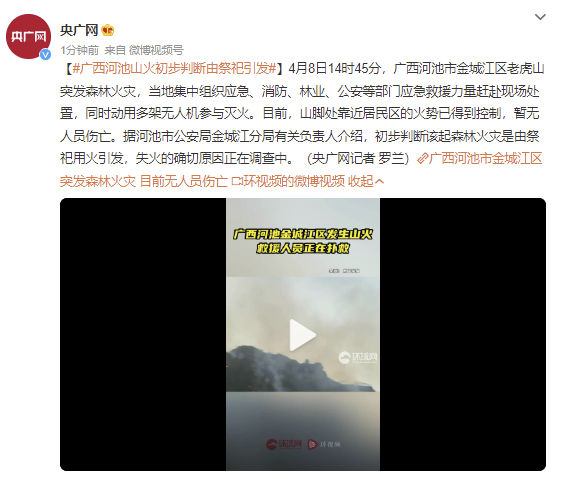 央广网
央广网
1分钟前 来自 微博视频号
【#广西河池山火初步判断由祭祀引发#】4月8日14时45分，广西河池市金城江区老虎山
突发森林火灾，当地集中组织应急、消防、林业、公安等部门应急救援力量赶赴现场处
置，同时动用多架无人机参与灭火。目前，山脚处靠近居民区的火势已得到控制，暂无
人员伤亡。据河池市公安局金城江分局有关负责人介绍，初步判断该起森林火灾是由祭
祀用火引发，失火的确切原因正在调查中。（央广网记者 罗兰）广西河池市金城江区
突发森林火灾 目前无人员伤亡 环视频的微博视频 收起
广西河池金城江区发生山火
救援人员正在扑救
环球网
环球网 环视频